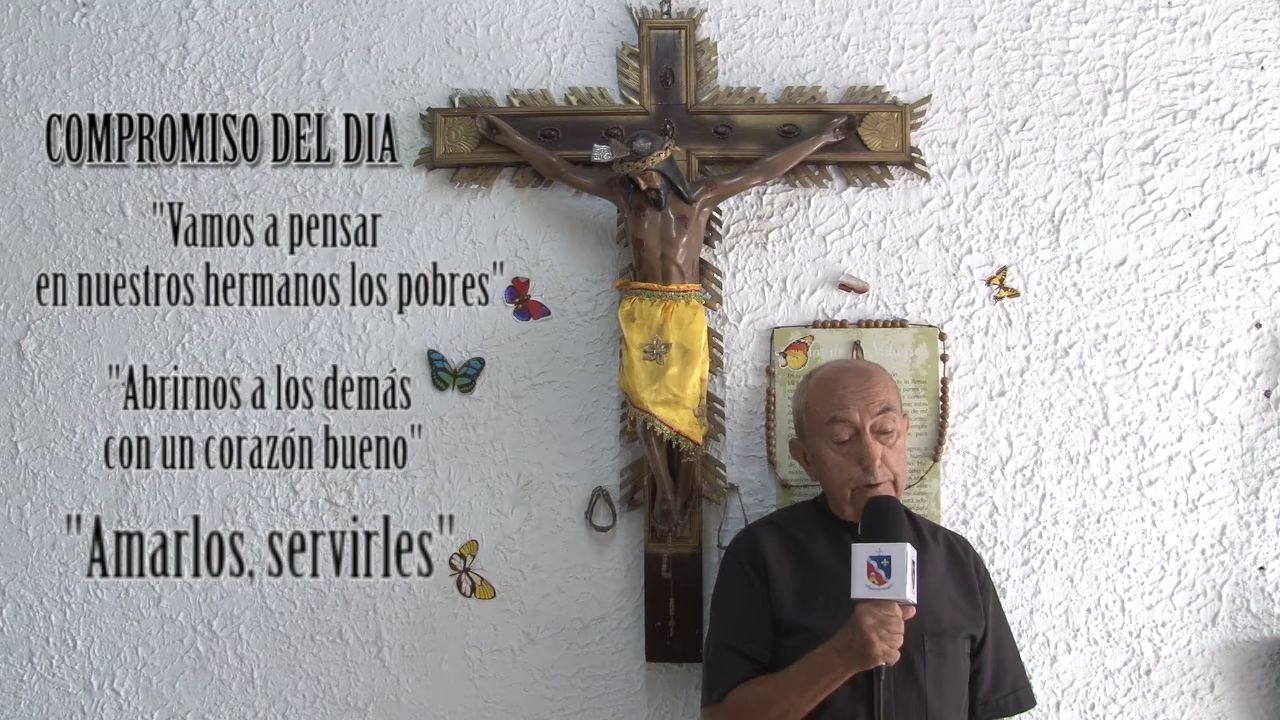 COMPROMISO DEL DIA
"Vamos a pensar
en nuestros hermanos los pobres"
"Abrirnos a los demás
con un corazón bueno"
"Amarlos, servirles"